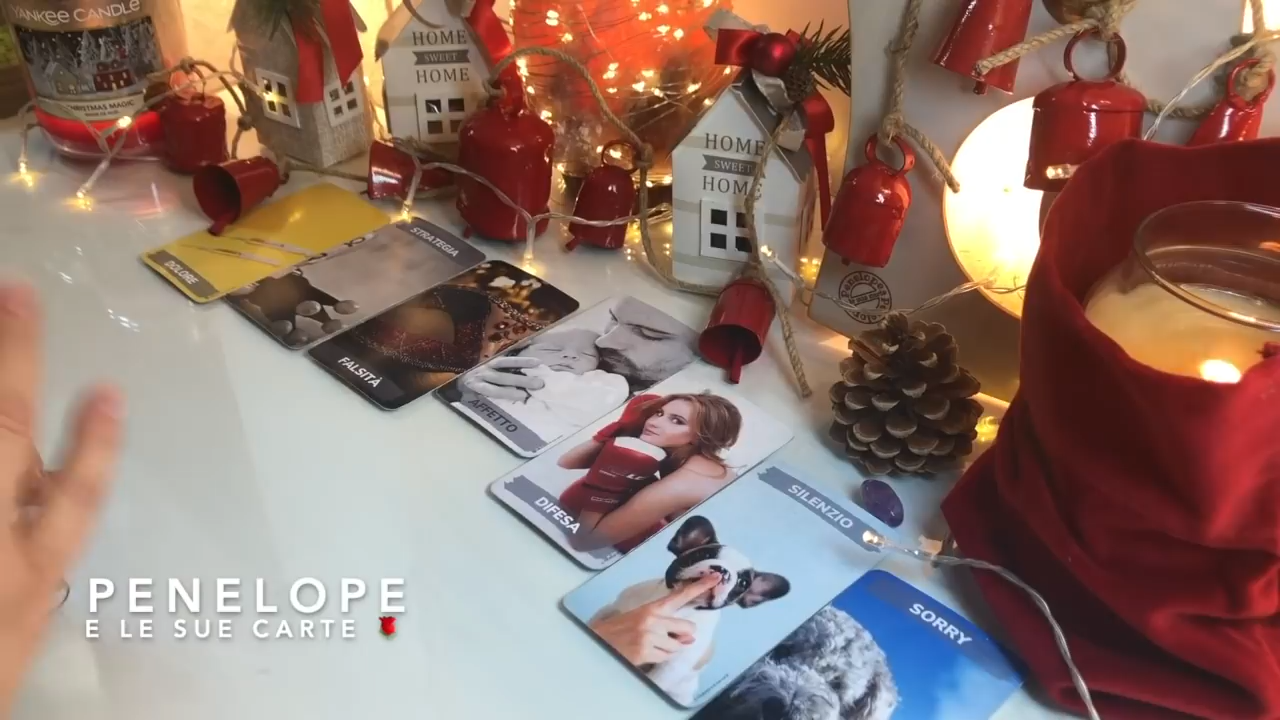 YANKEE CANDLE
CHRISTMAS MAGIC
HOME
SWEET
HOME
HOME
SWEET
HOME
DOLORE
STRATEGIA
FALSITÀ
AFFETTO
DIFESA
SILENZIO
SORRY
PENELOPE
E LE SUE CARTE